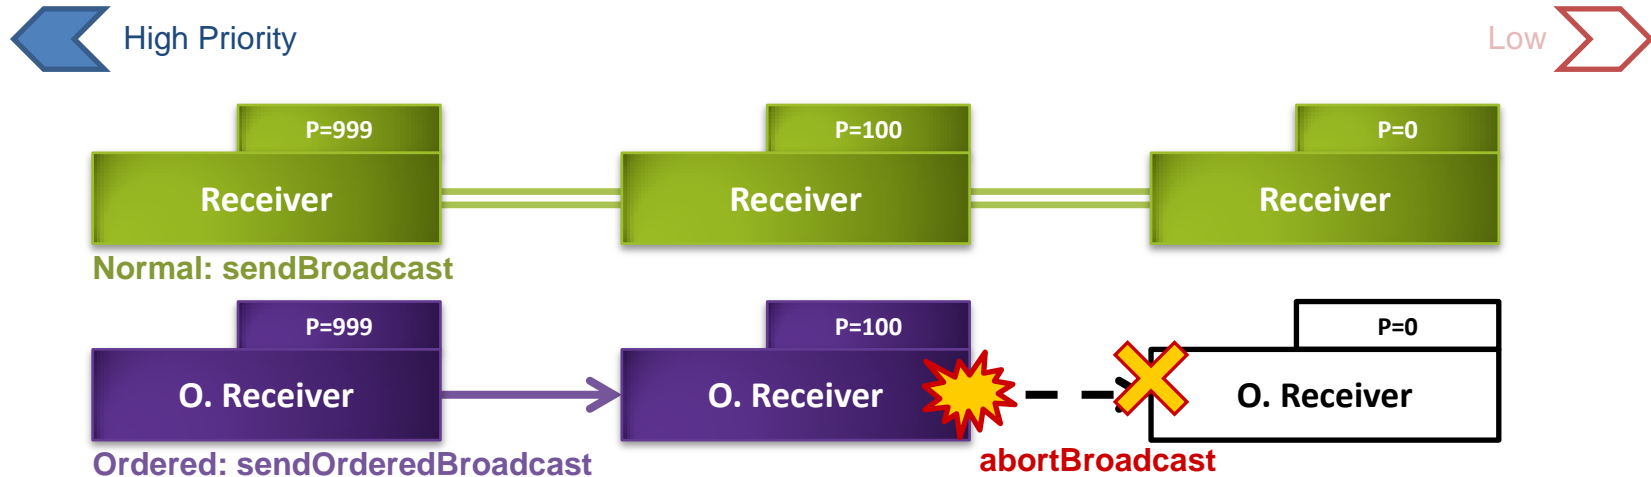 High Priority
Low
P=999
P=100
P=0
Receiver
Receiver
Receiver
Normal: sendBroadcast
P=999
P=100
P=0
O. Receiver
O. Receiver
O. Receiver
Ordered: sendOrderedBroadcast
abortBroadcast